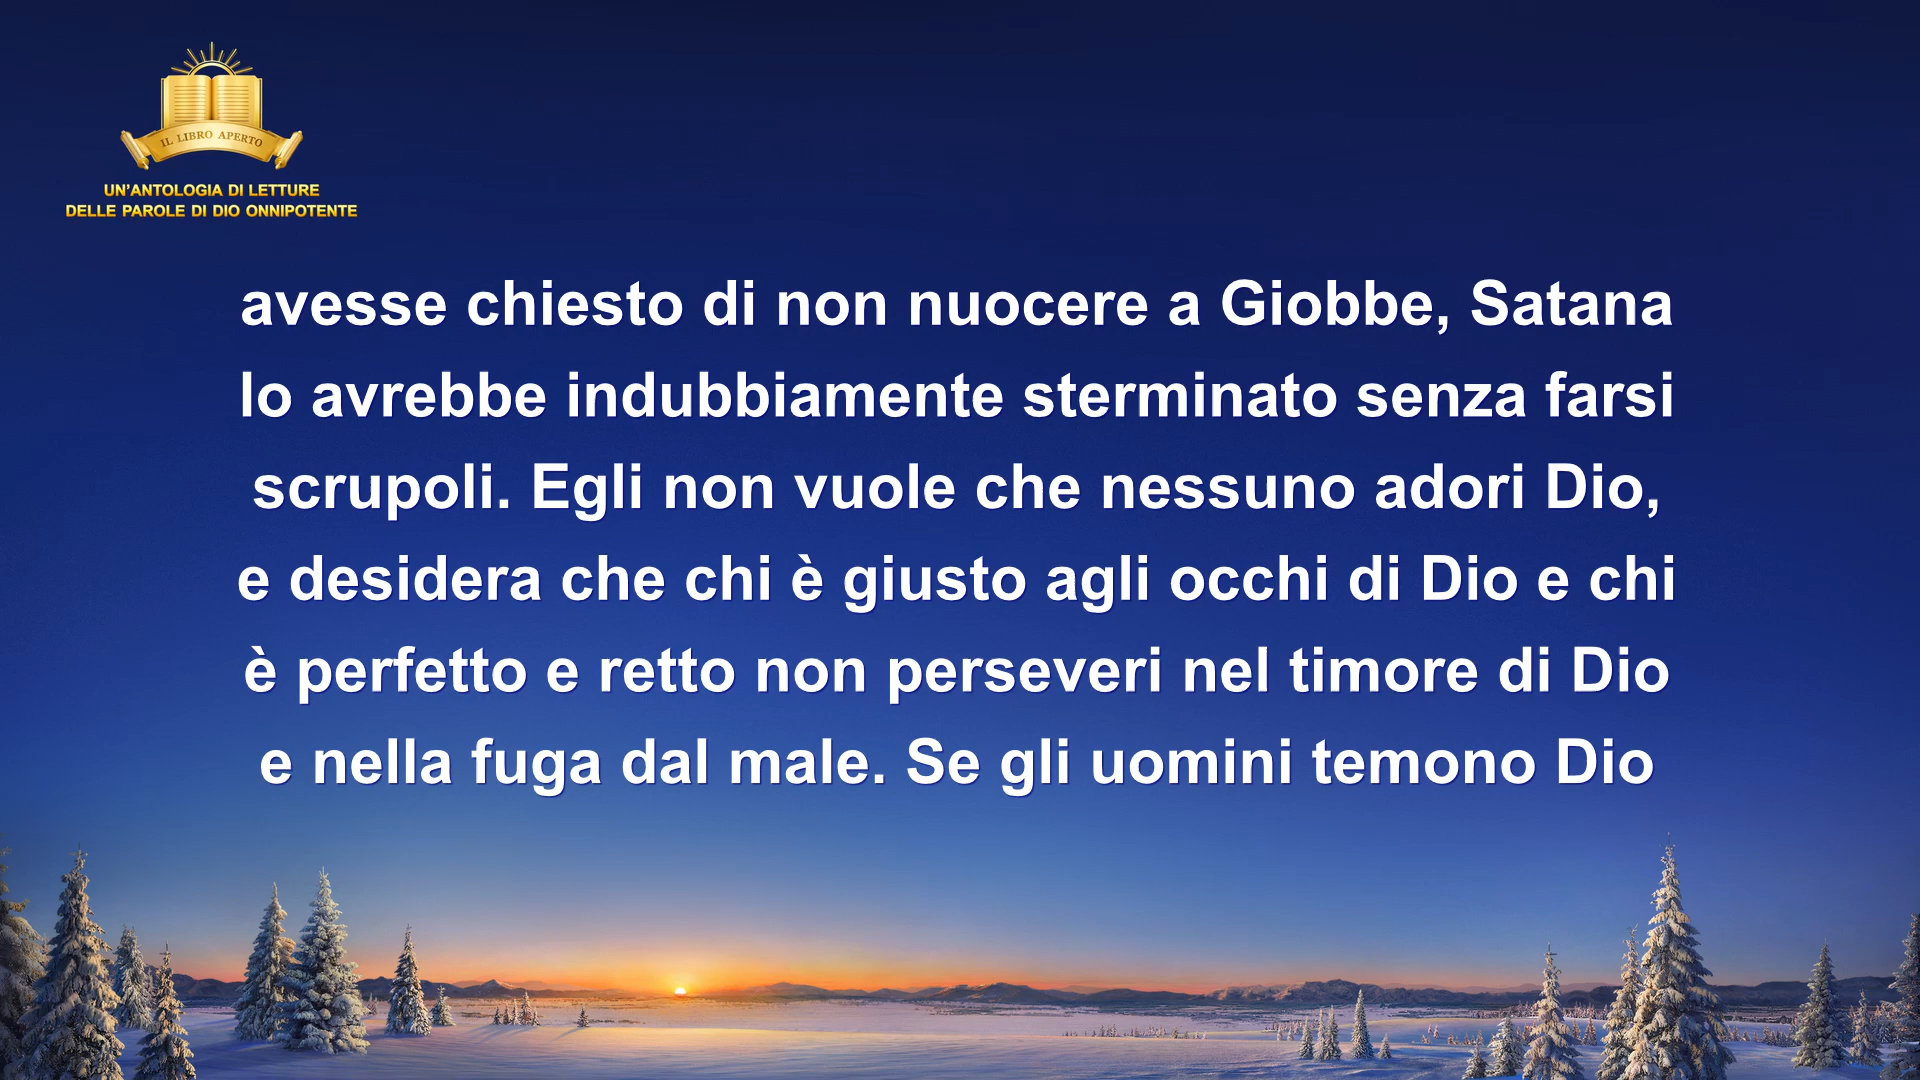 IL LIBRO APERTO
UN'ANTOLOGIA DI LETTURE
DELLE PAROLE DI DIO ONNIPOTENTE
avesse chiesto di non nuocere a Giobbe, Satana
lo avrebbe indubbiamente sterminato senza farsi
scrupoli. Egli non vuole che nessuno adori Dio,
e desidera che chi è giusto agli occhi di Dio e chi
è perfetto e retto non perseveri nel timore di Dio
e nella fuga dal male. Se gli uomini temono Dio